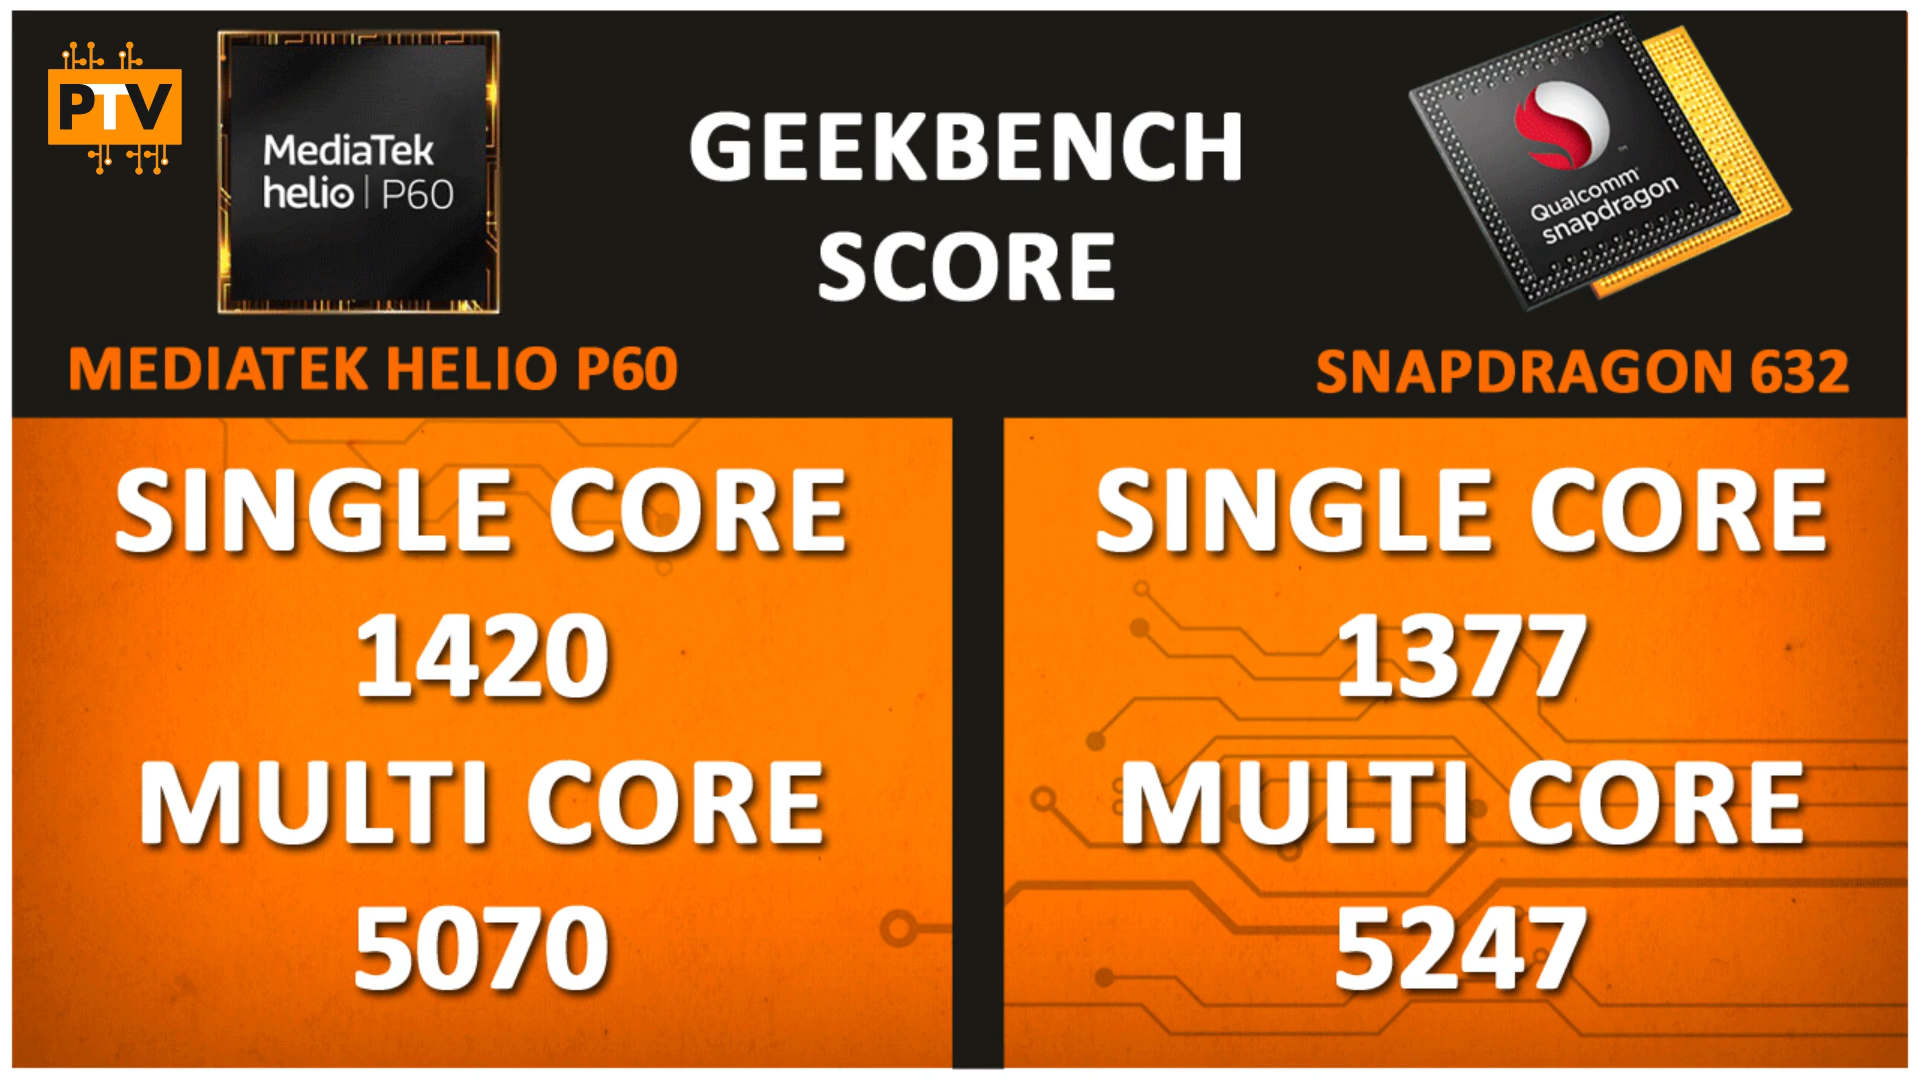 PTV
MediaTek
helio | P60
GEEKBENCH
SCORE
Qualcomm
snapdragon
MEDIATEK HELIO P60
SNAPDRAGON 632
SINGLE CORE
1420
MULTI CORE
5070
SINGLE CORE
1377
MULTI CORE
5247